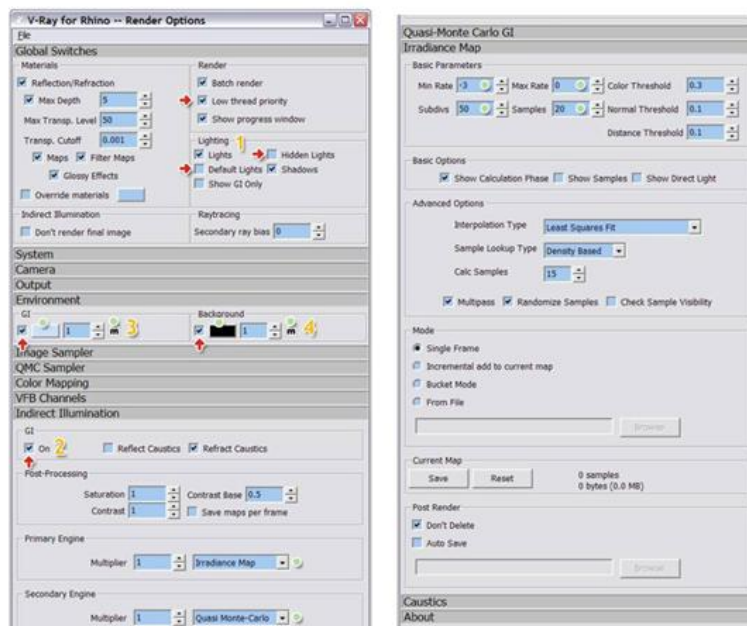 V-Ray for Rhino -- Render Options
File
Global Switches
Materials
Reflection/Refraction
Max Depth 5
Max Transp. Level 50
Transp. Cutoff 0.001
Maps Filter Maps
Glossy Effects
Override materials
Render
Batch render
Low thread priority
Show progress window
Lighting 1
Lights Hidden Lights
Default Lights Shadows
Show GI Only
Indirect Illumination
Don't render final image
Raytracing
Secondary ray bias 0
System
Camera
Output
Environment
GI
1 m 3
Background
1 m 4
Image Sampler
QMC Sampler
Color Mapping
VFB Channels
Indirect Illumination
GI
On 2 Reflect Caustics Refract Caustics
Post-Processing
Saturation 1 Contrast Base 0.5
Contrast 1 Save maps per frame
Primary Engine
Multiplier 1 Irradiance Map
Secondary Engine
Multiplier 1 Quasi Monte-Carlo
Quasi-Monte Carlo GI
Irradiance Map
Basic Parameters
Min Rate -3 Max Rate 0 Color Threshold 0.3
Subdivs 50 Samples 20 Normal Threshold 0.1
Distance Threshold 0.1
Basic Options
Show Calculation Phase Show Samples Show Direct Light
Advanced Options
Interpolation Type Least Squares Fit
Sample Lookup Type Density Based
Calc Samples 15
Multipass Randomize Samples Check Sample Visibility
Mode
Single Frame
Incremental add to current map
Bucket Mode
From File
Browse
Current Map
Save Reset 0 samples
0 bytes (0.0 MB)
Post Render
Don't Delete
Auto Save
Browse
Caustics
About